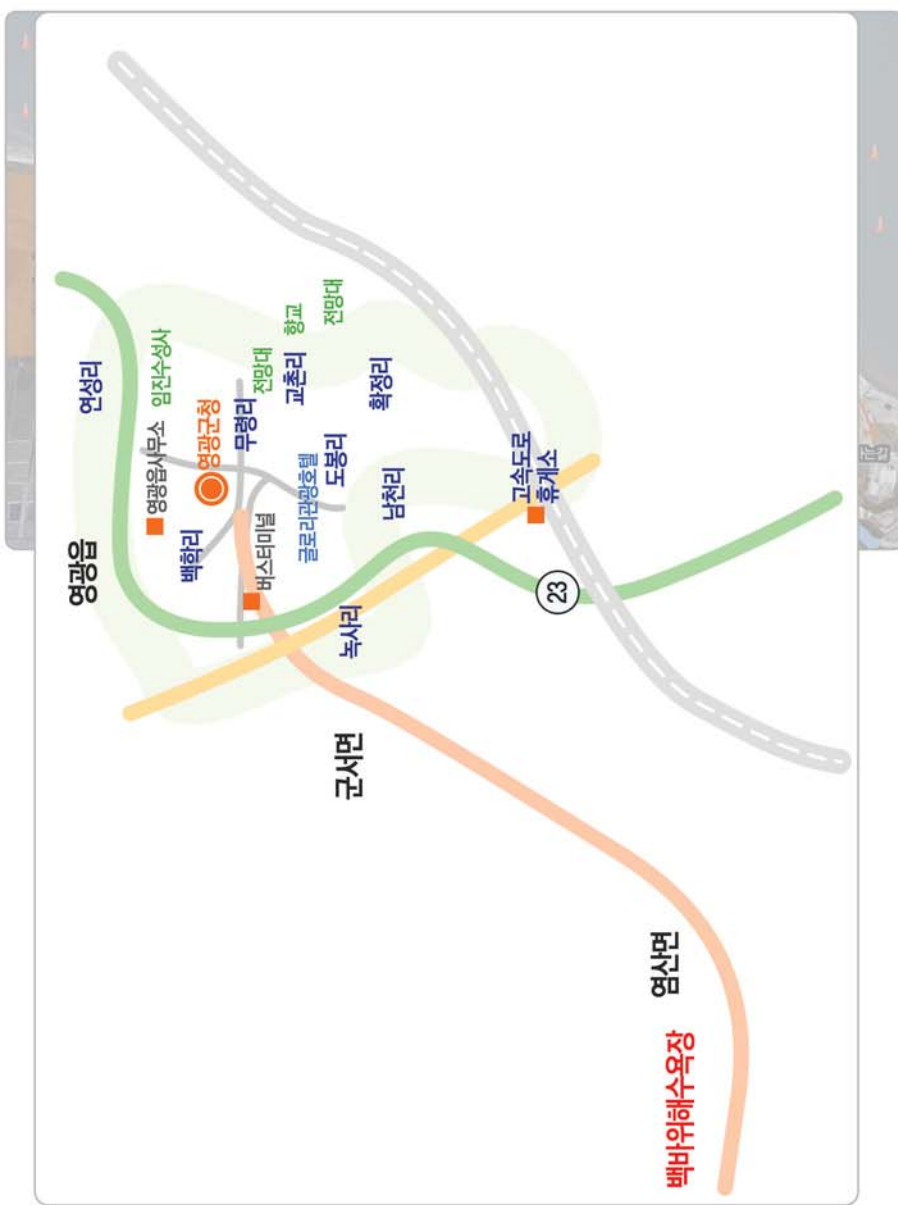 영광읍
연성리
영광읍사무소
임진수성사
백학리
영광군청
무령리
전망대
교촌리
향교
전망대
버스터미널
글로리관광호텔
도봉리
확정리
남천리
녹사리
군서면
고속도로
휴게소
23
염산면
백바위해수욕장